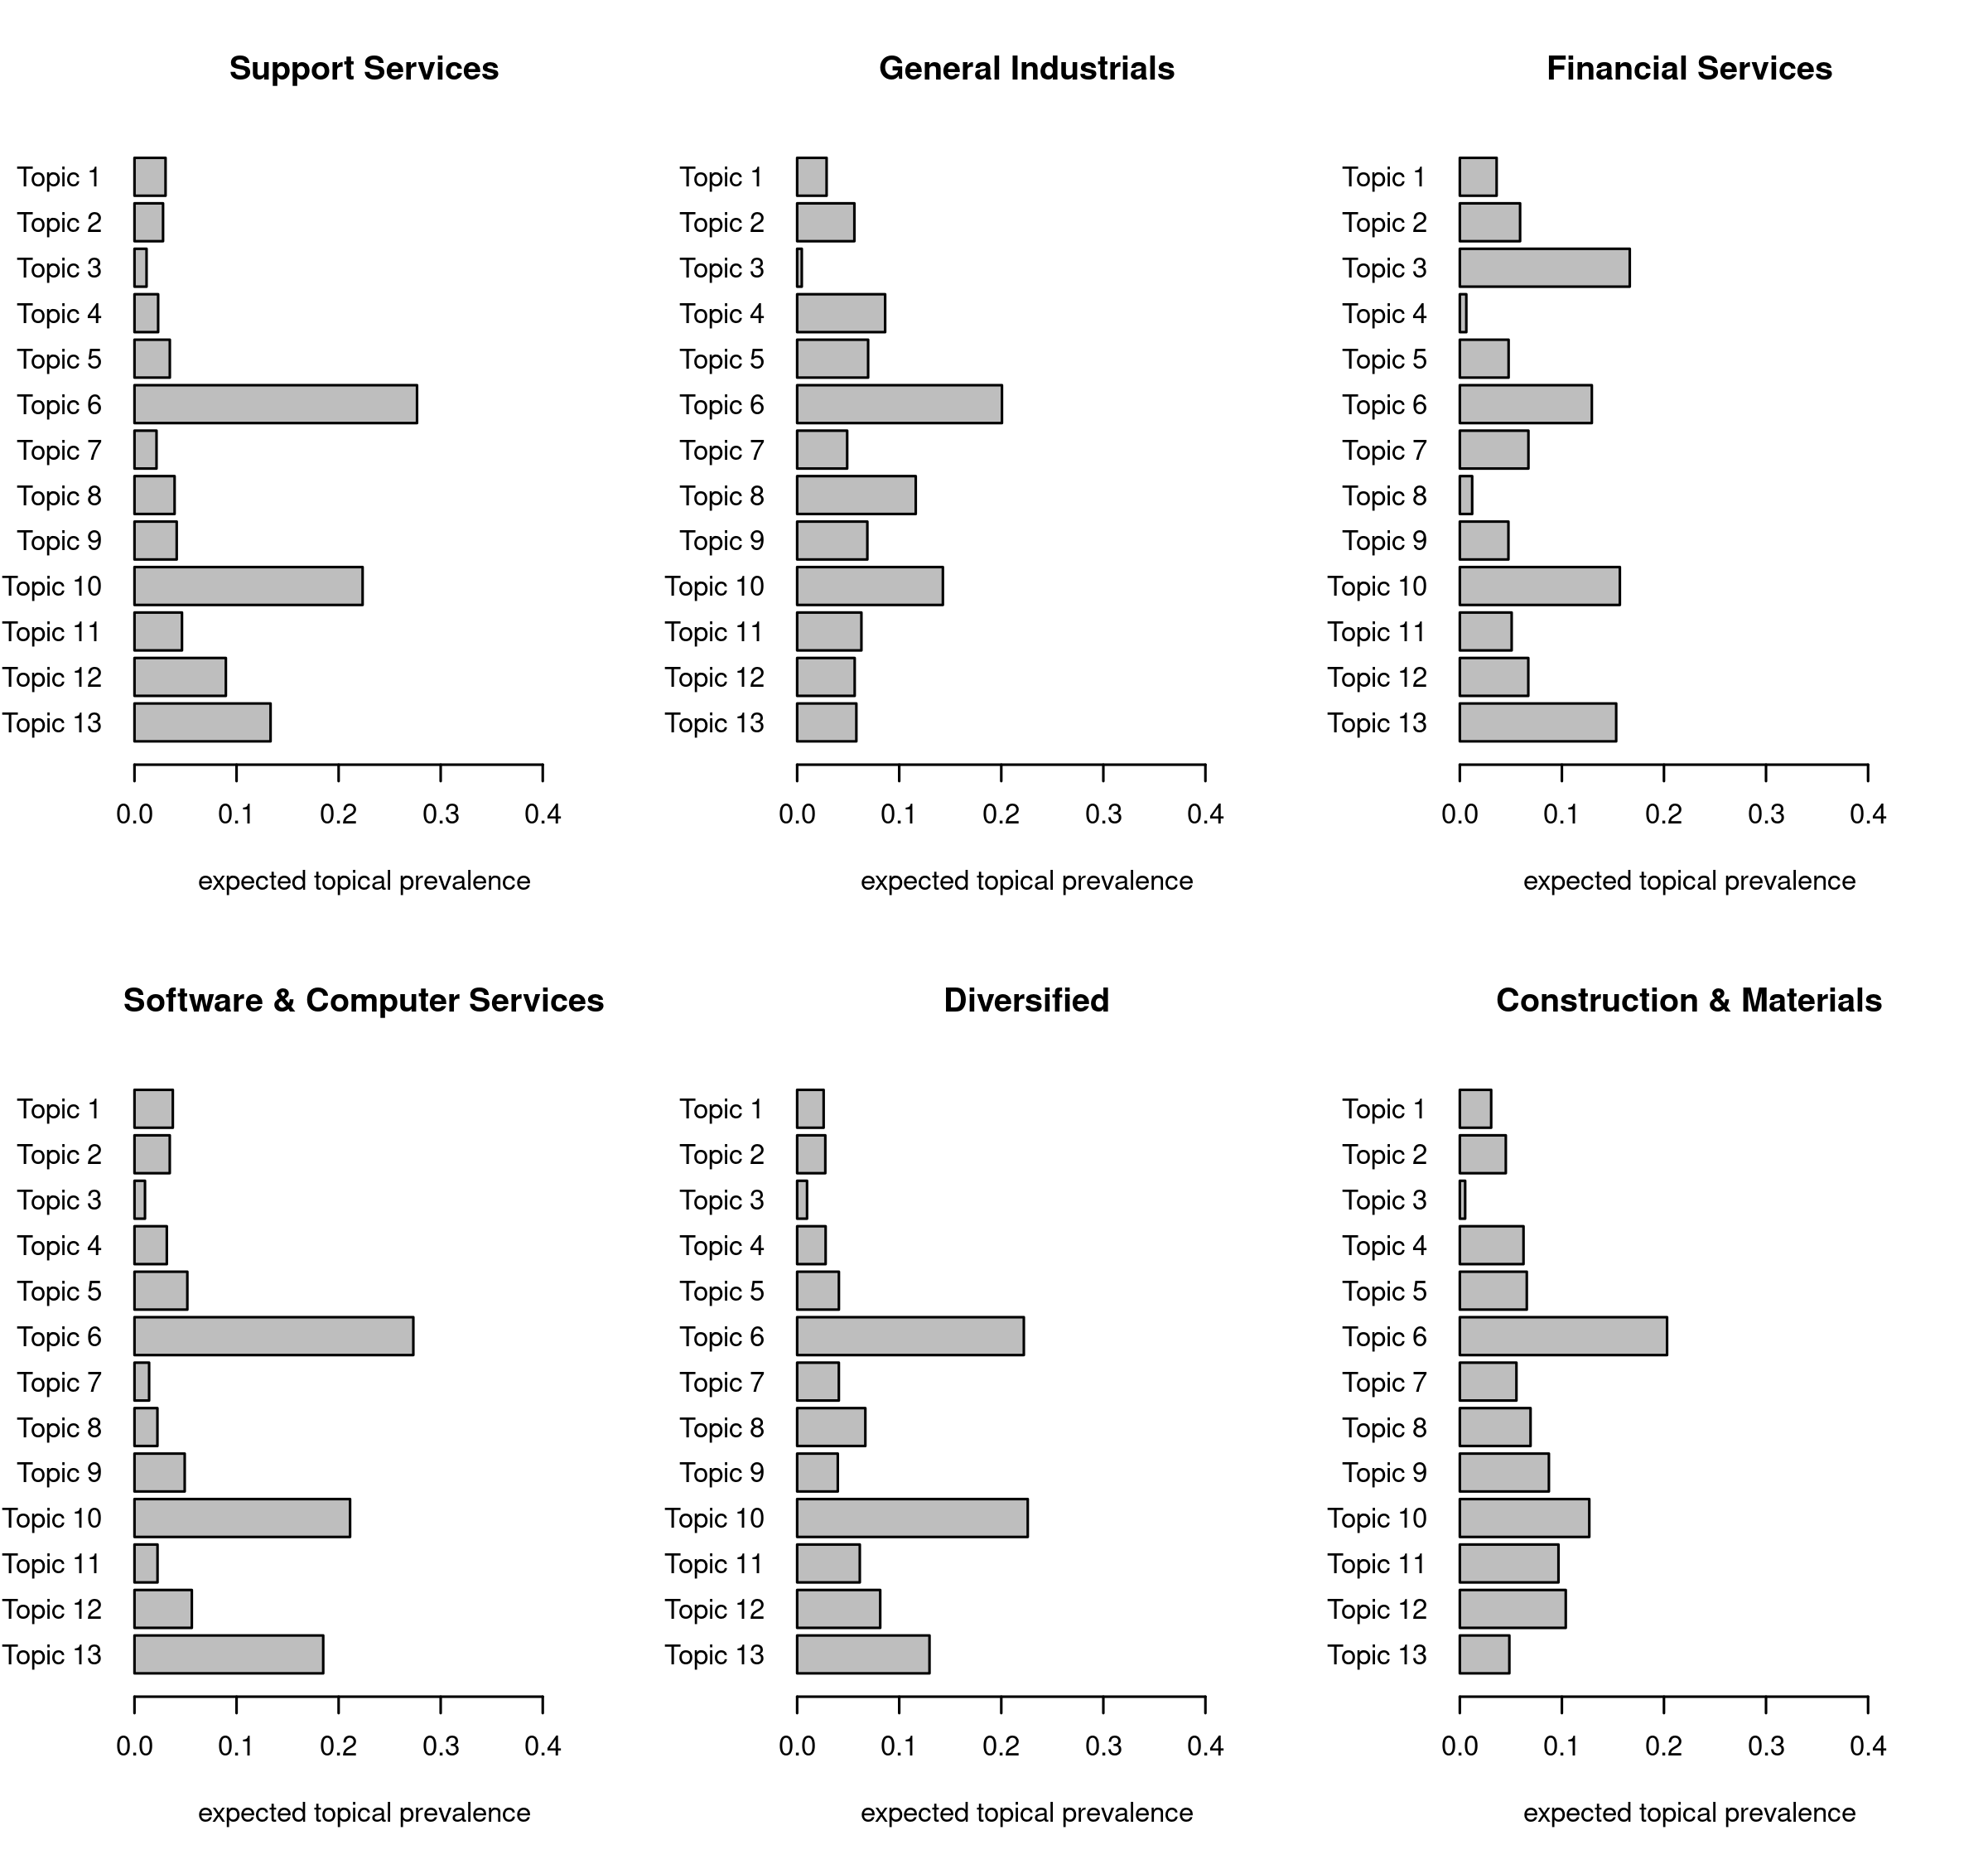 Support Services
General Industrials
Financial Services
Topic 1
Topic 2
Topic 3
Topic 4
Topic 5
Topic 6
Topic 7
Topic 8
Topic 9
Topic 10
Topic 11
Topic 12
Topic 13
0.0 0.1 0.2 0.3 0.4
expected topical prevalence
Topic 1
Topic 2
Topic 3
Topic 4
Topic 5
Topic 6
Topic 7
Topic 8
Topic 9
Topic 10
Topic 11
Topic 12
Topic 13
0.0 0.1 0.2 0.3 0.4
expected topical prevalence
Topic 1
Topic 2
Topic 3
Topic 4
Topic 5
Topic 6
Topic 7
Topic 8
Topic 9
Topic 10
Topic 11
Topic 12
Topic 13
0.0 0.1 0.2 0.3 0.4
expected topical prevalence
Software & Computer Services
Diversified
Construction & Materials
Topic 1
Topic 2
Topic 3
Topic 4
Topic 5
Topic 6
Topic 7
Topic 8
Topic 9
Topic 10
Topic 11
Topic 12
Topic 13
0.0 0.1 0.2 0.3 0.4
expected topical prevalence
Topic 1
Topic 2
Topic 3
Topic 4
Topic 5
Topic 6
Topic 7
Topic 8
Topic 9
Topic 10
Topic 11
Topic 12
Topic 13
0.0 0.1 0.2 0.3 0.4
expected topical prevalence
Topic 1
Topic 2
Topic 3
Topic 4
Topic 5
Topic 6
Topic 7
Topic 8
Topic 9
Topic 10
Topic 11
Topic 12
Topic 13
0.0 0.1 0.2 0.3 0.4
expected topical prevalence